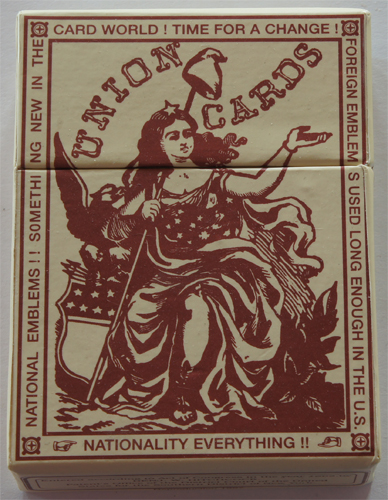 NATIONAL EMBLEMS !! SOMETHING NEW IN THE
CARD WORLD ! TIME FOR A CHANGE !
FOREIGN EMBLEMS USED LONG ENOUGH IN THE U.S.
UNION
CARDS
NATIONALITY EVERYTHING !!